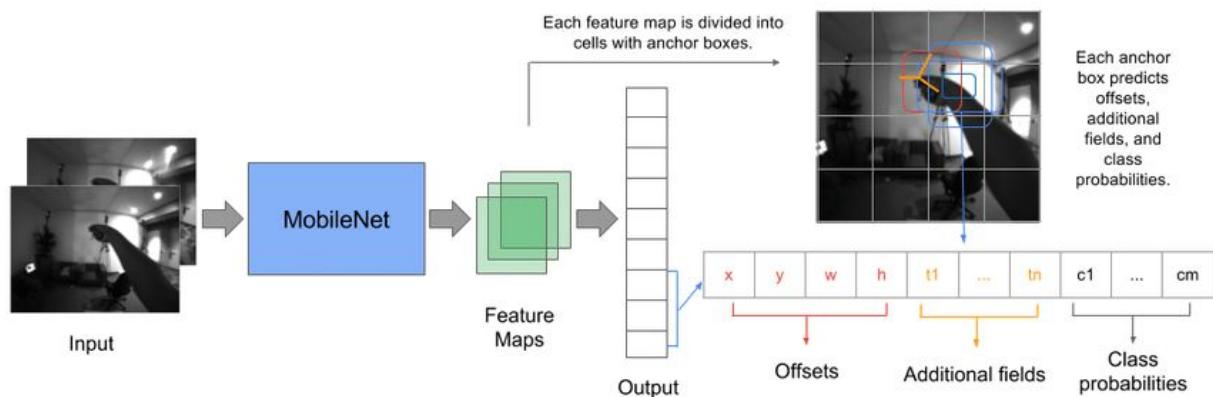 Each feature map is divided into
cells with anchor boxes.
Each anchor
box predicts
offsets,
additional
fields, and
class
probabilities.
MobileNet
x y w h t1 ... tn c1 ... cm
Input
Feature
Maps
Output
Offsets
Additional fields
Class
probabilities